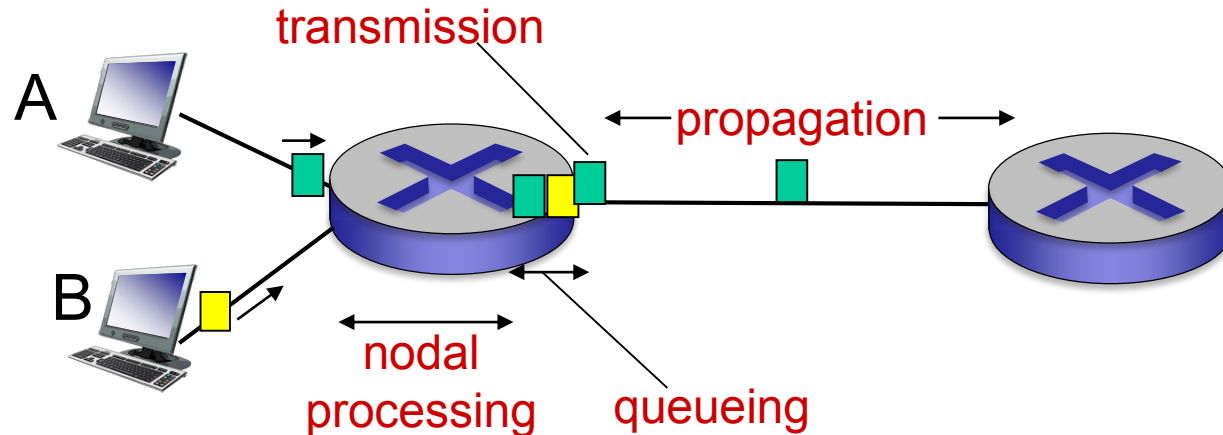 transmission
A
propagation
B
nodal
processing
queueing